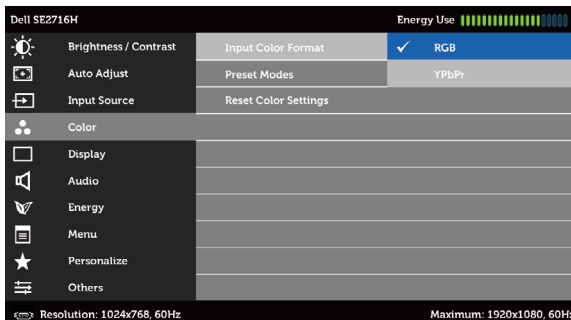 Dell SE2716H Energy Use
Brightness / Contrast Input Color Format RGB
Auto Adjust Preset Modes YPbPr
Input Source Reset Color Settings
Color
Display
Audio
Energy
Menu
Personalize
Others
Resolution: 1024x768, 60Hz Maximum: 1920x1080, 60Hz